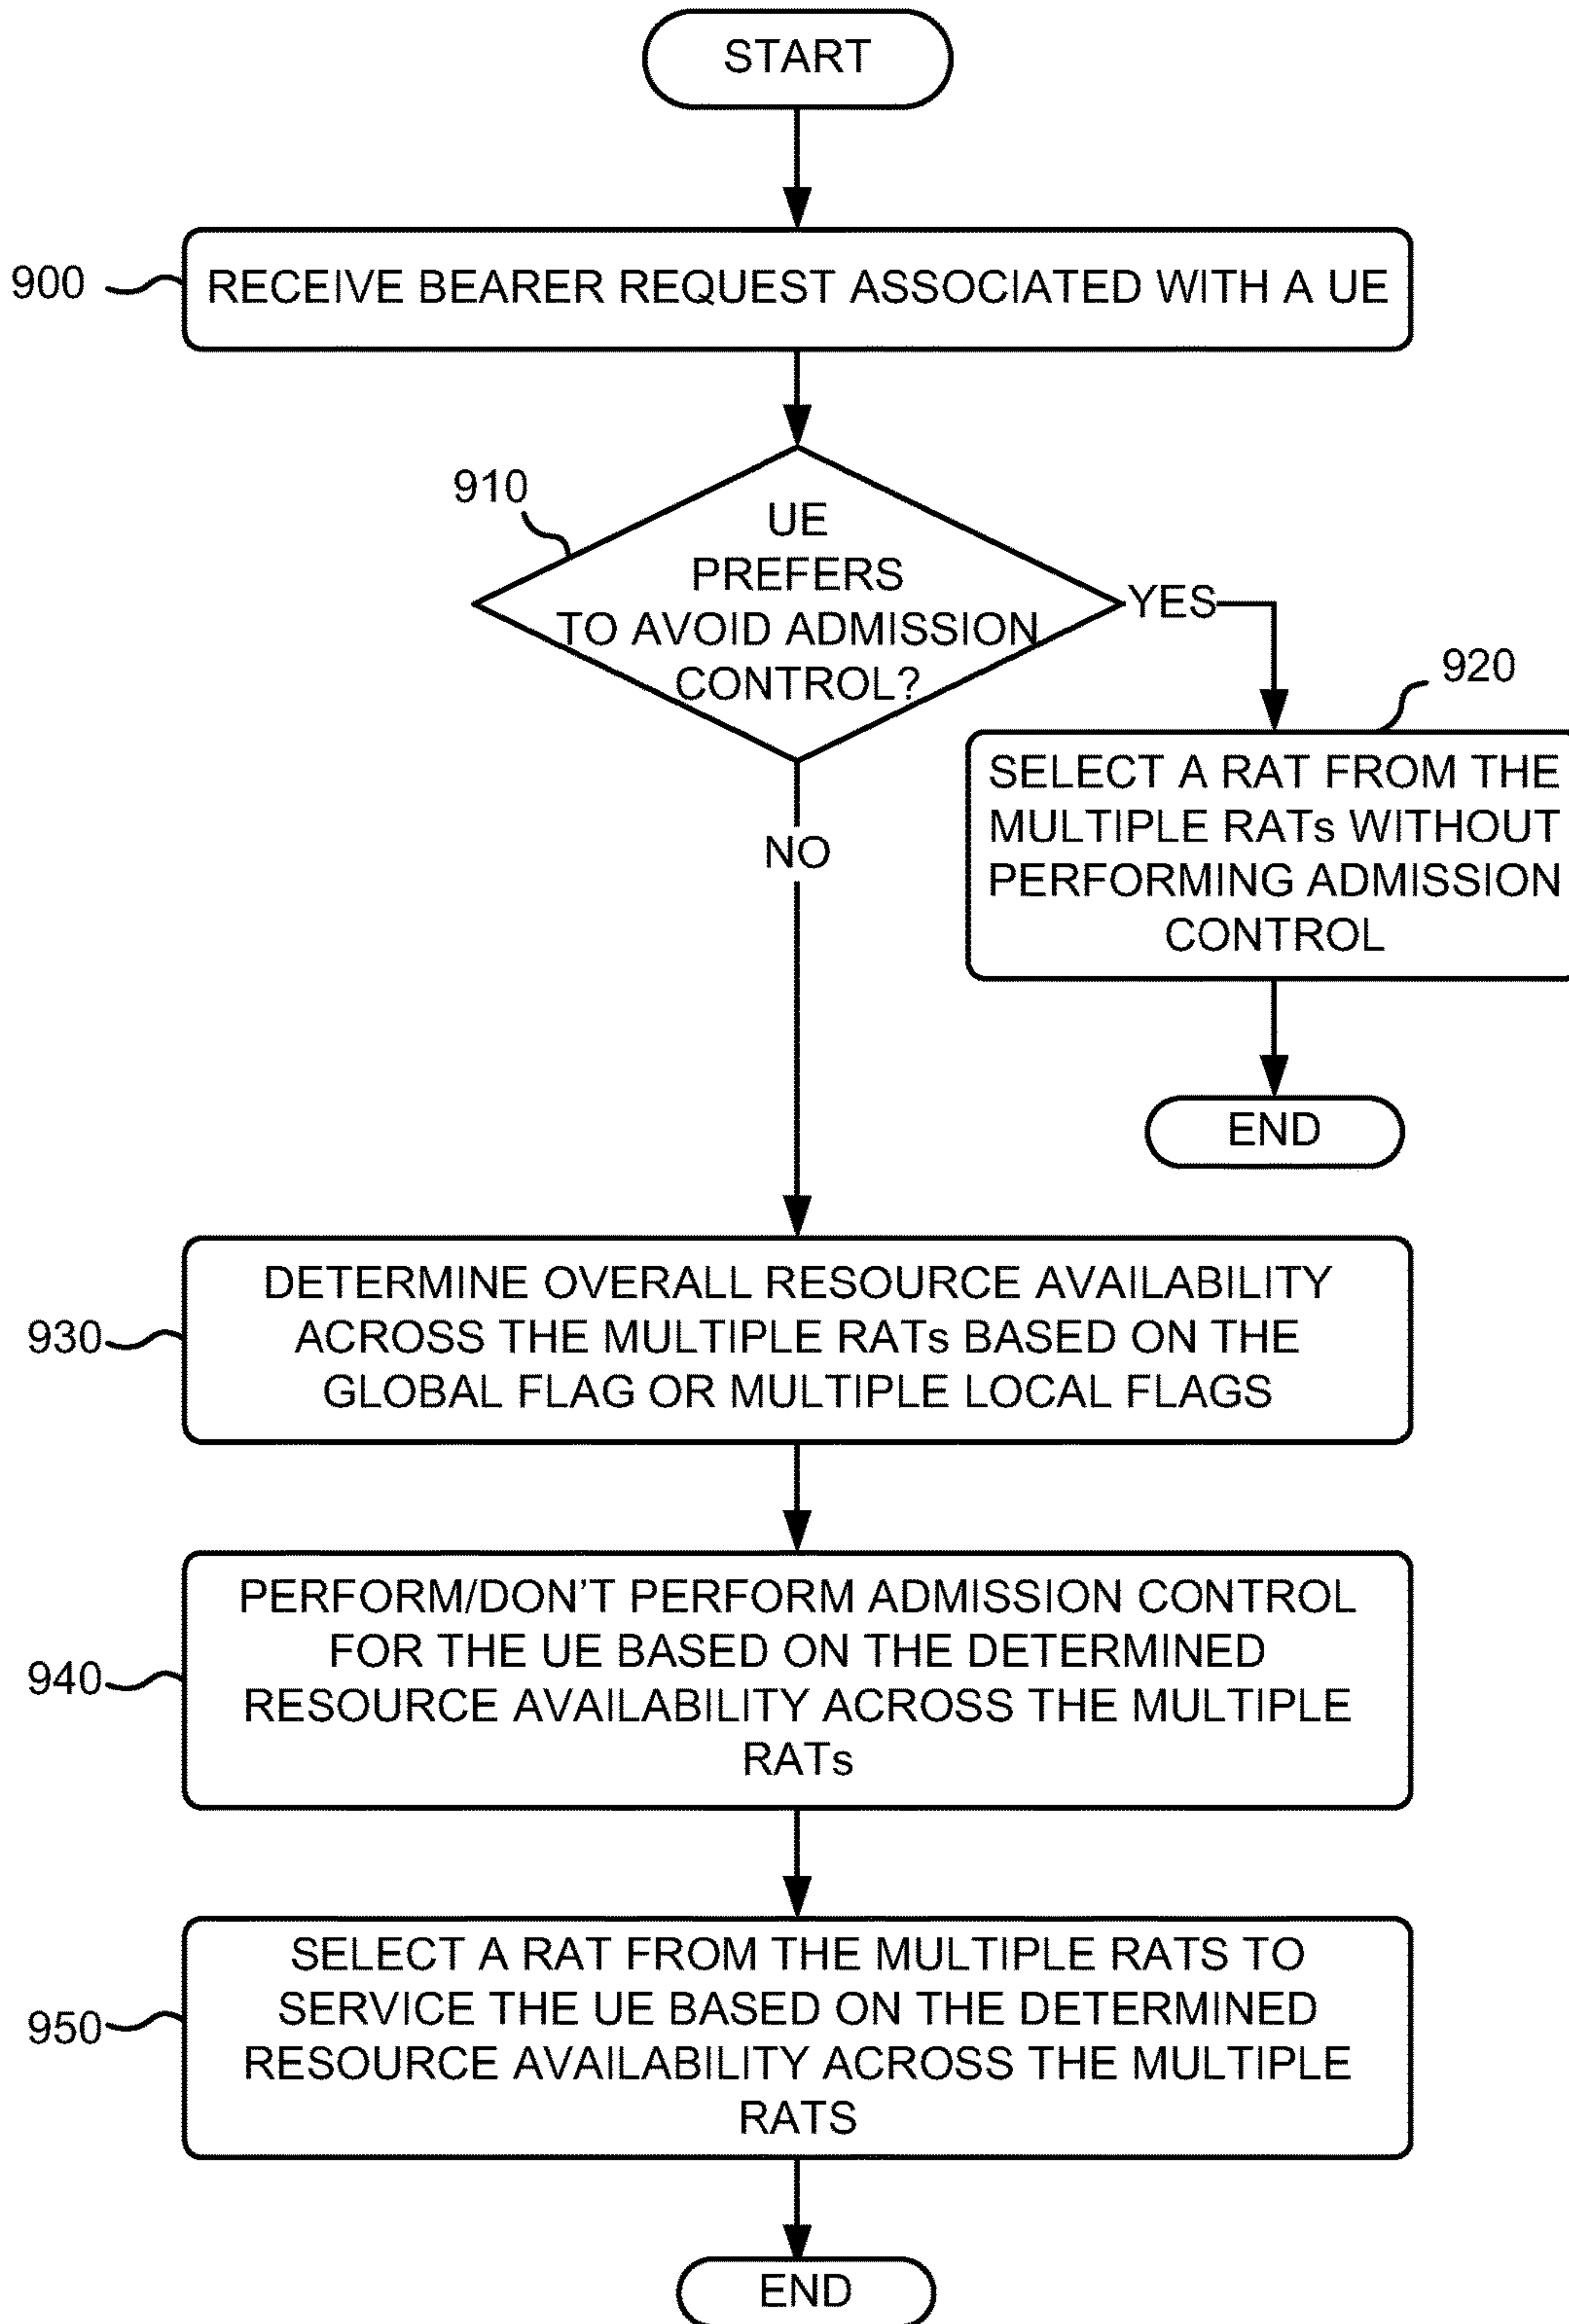 START
900
RECEIVE BEARER REQUEST ASSOCIATED WITH A UE
910
UE
PREFERS
TO AVOID ADMISSION
CONTROL?
YES
920
SELECT A RAT FROM THE
MULTIPLE RATs WITHOUT
PERFORMING ADMISSION
CONTROL
NO
END
930
DETERMINE OVERALL RESOURCE AVAILABILITY
ACROSS THE MULTIPLE RATs BASED ON THE
GLOBAL FLAG OR MULTIPLE LOCAL FLAGS
940
PERFORM/DON'T PERFORM ADMISSION CONTROL
FOR THE UE BASED ON THE DETERMINED
RESOURCE AVAILABILITY ACROSS THE MULTIPLE
RATs
950
SELECT A RAT FROM THE MULTIPLE RATS TO
SERVICE THE UE BASED ON THE DETERMINED
RESOURCE AVAILABILITY ACROSS THE MULTIPLE
RATS
END